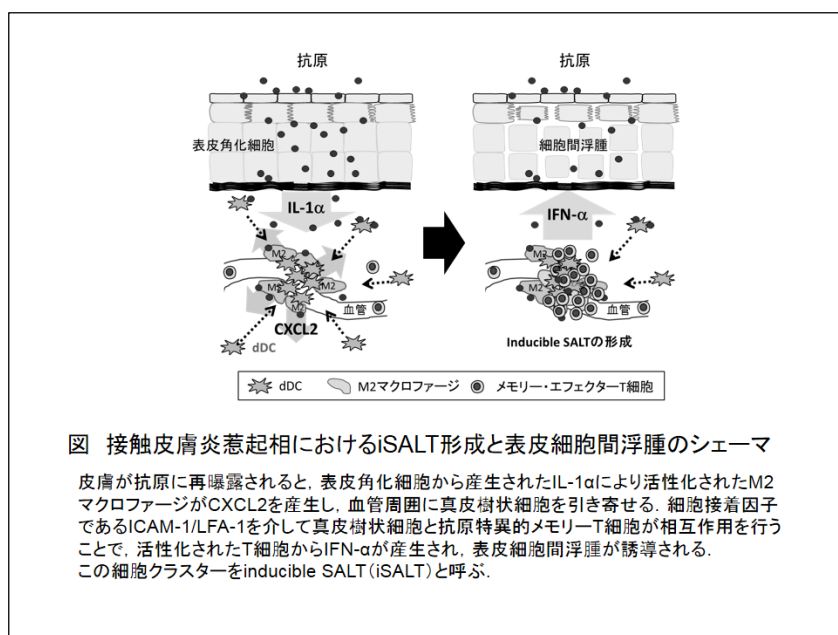 抗原
抗原
表皮角化細胞
細胞間浮腫
IL-1α
IFN-α
M2
M2
M2
M2
M2
M2
血管
血管
CXCL2
dDC
Inducible SALTの形成
dDC M2マクロファージ メモリー・エフェクターT細胞
図 接触皮膚炎惹起相におけるiSALT形成と表皮細胞間浮腫のシェーマ
皮膚が抗原に再曝露されると，表皮角化細胞から産生されたIL-1αにより活性化されたM2
マクロファージがCXCL2を産生し，血管周囲に真皮樹状細胞を引き寄せる．細胞接着因子
であるICAM-1/LFA-1を介して真皮樹状細胞と抗原特異的メモリーT細胞が相互作用を行う
ことで，活性化されたT細胞からIFN-αが産生され，表皮細胞間浮腫が誘導される．
この細胞クラスターをinducible SALT（iSALT）と呼ぶ．